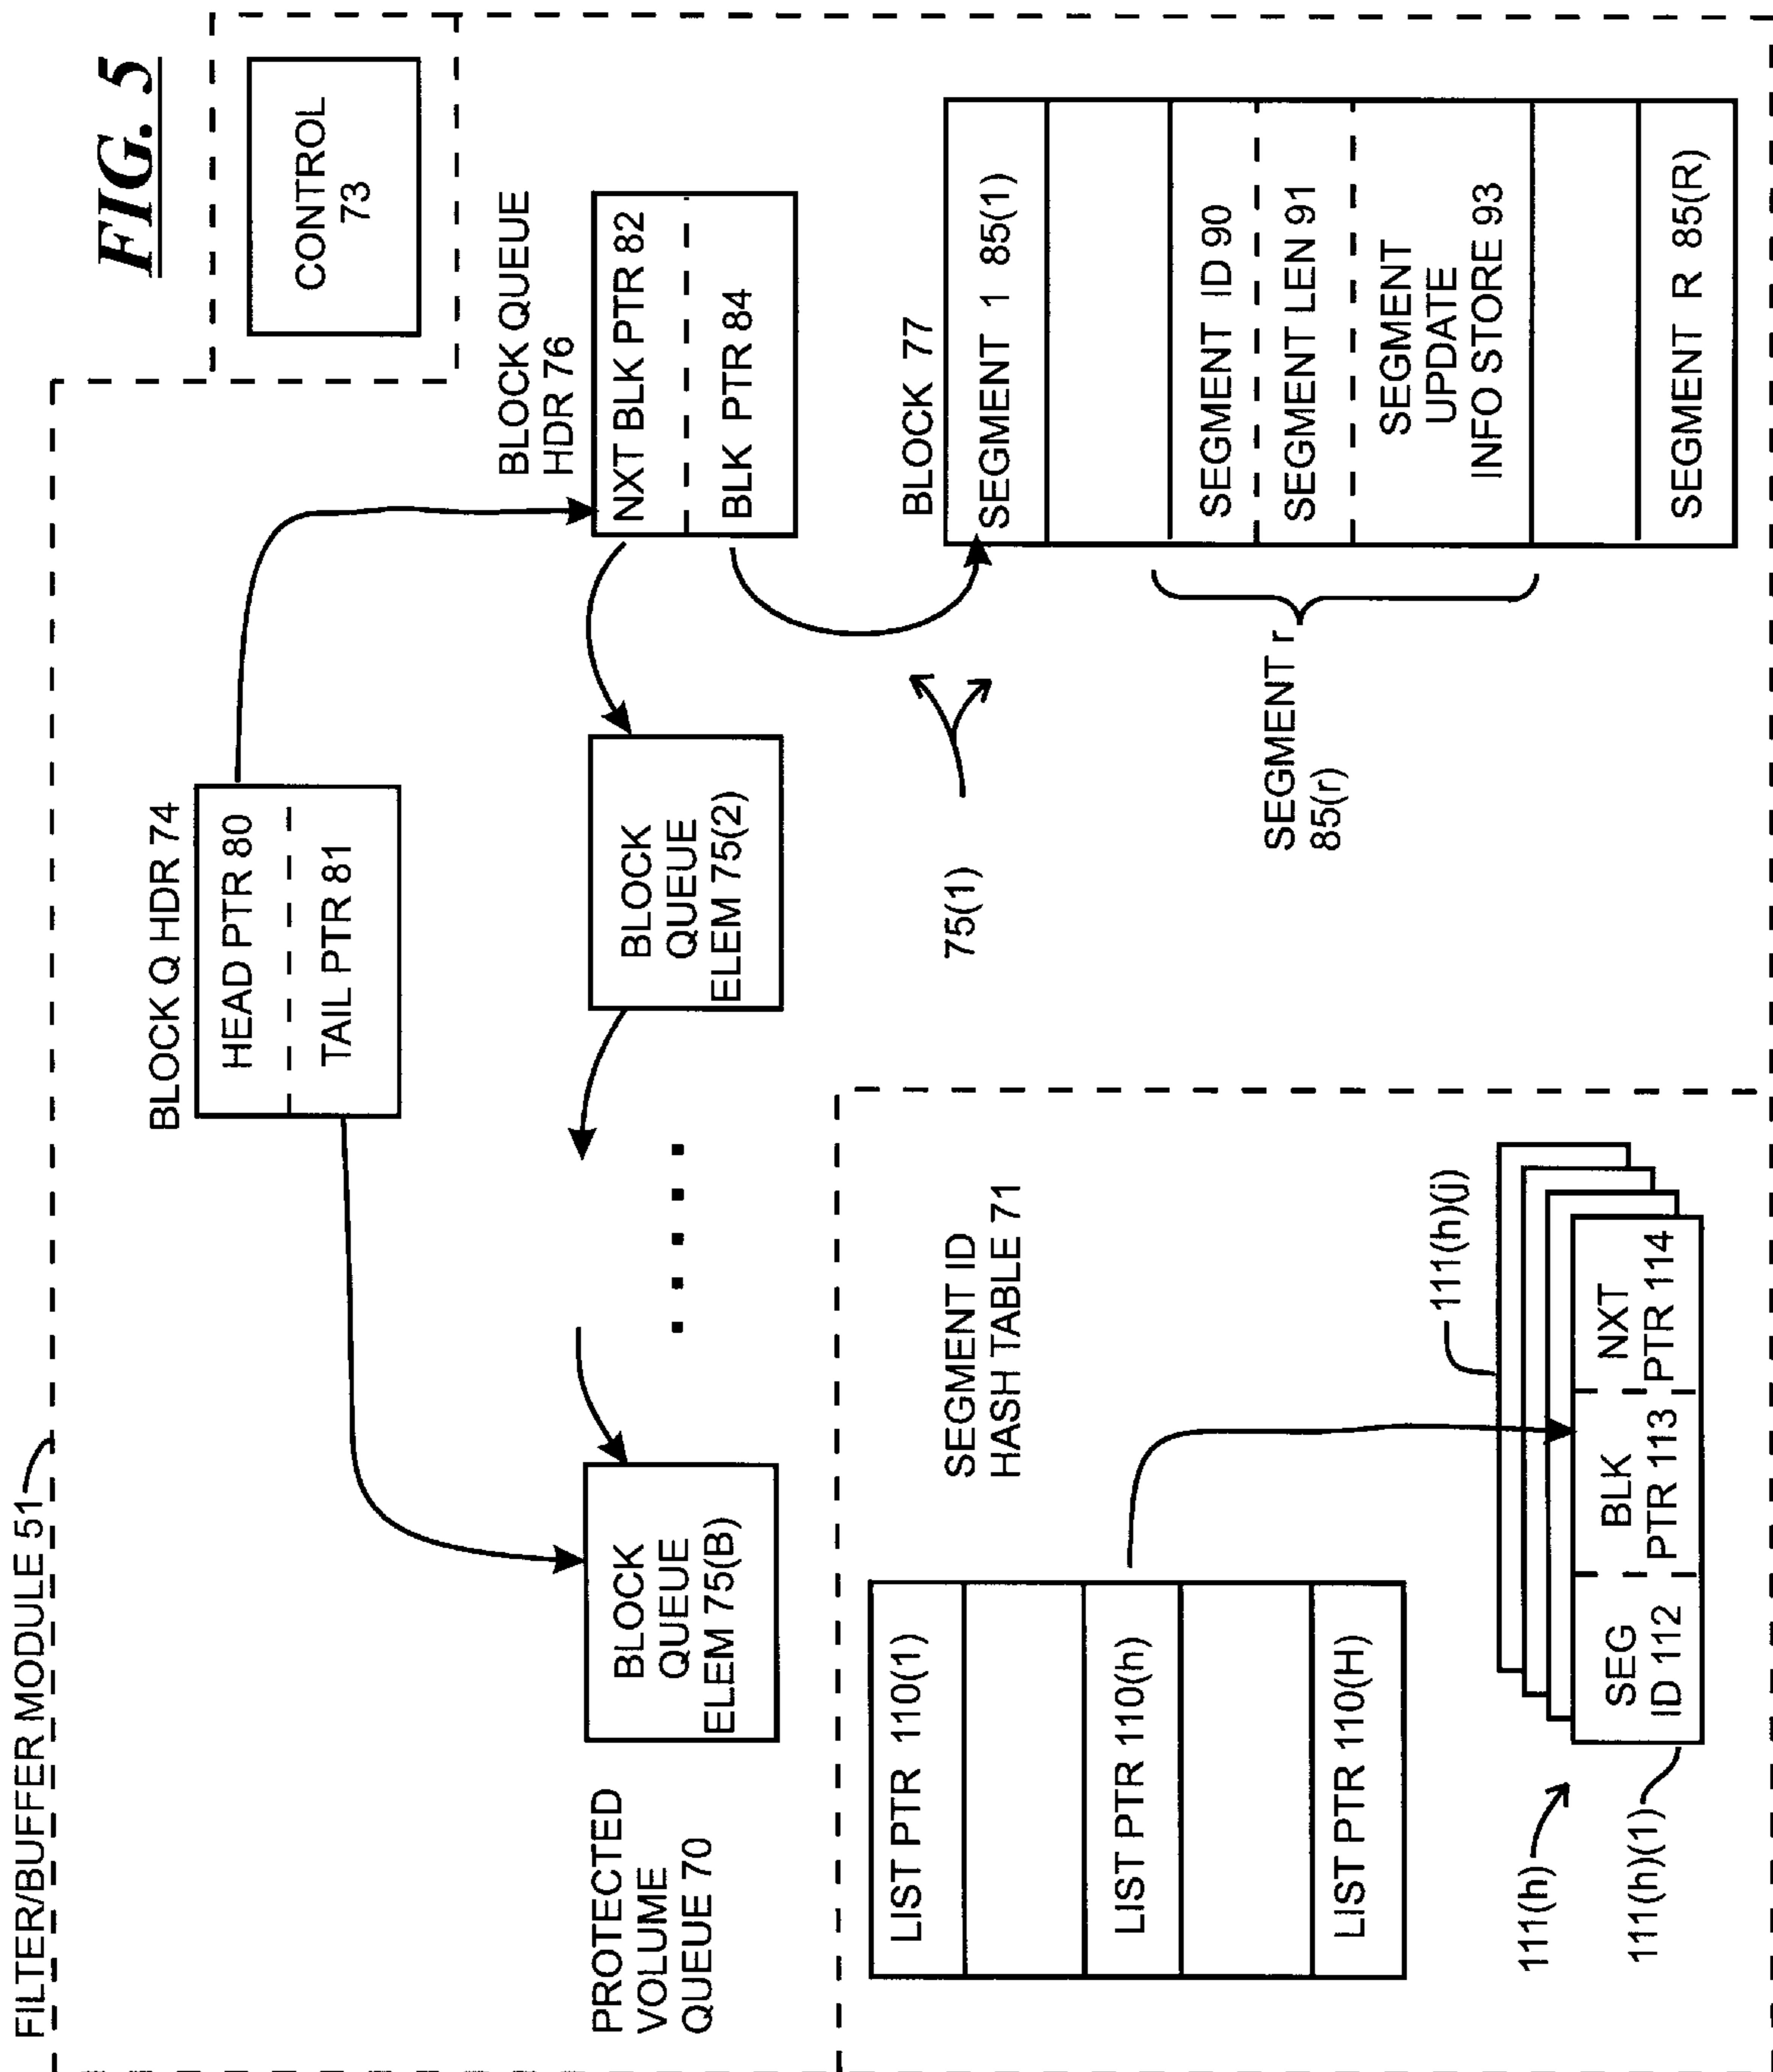 FIG. 5
FILTER/BUFFER MODULE 51
CONTROL
73
BLOCK Q HDR 74
HEAD PTR 80
TAIL PTR 81
BLOCK QUEUE
HDR 76
NXT BLK PTR 82
BLK PTR 84
PROTECTED
VOLUME
QUEUE 70
BLOCK
QUEUE
ELEM 75(B)
BLOCK
QUEUE
ELEM 75(2)
75(1)
BLOCK 77
SEGMENT 1 85(1)
SEGMENT ID 90
SEGMENT LEN 91
SEGMENT
UPDATE
INFO STORE 93
SEGMENT R 85(R)
SEGMENT r
85(r)
SEGMENT ID
HASH TABLE 71
LIST PTR 110(1)
LIST PTR 110(h)
LIST PTR 110(H)
111(h)(j)
111(h)
111(h)(1)
SEG
ID 112
BLK
PTR 113
NXT
PTR 114